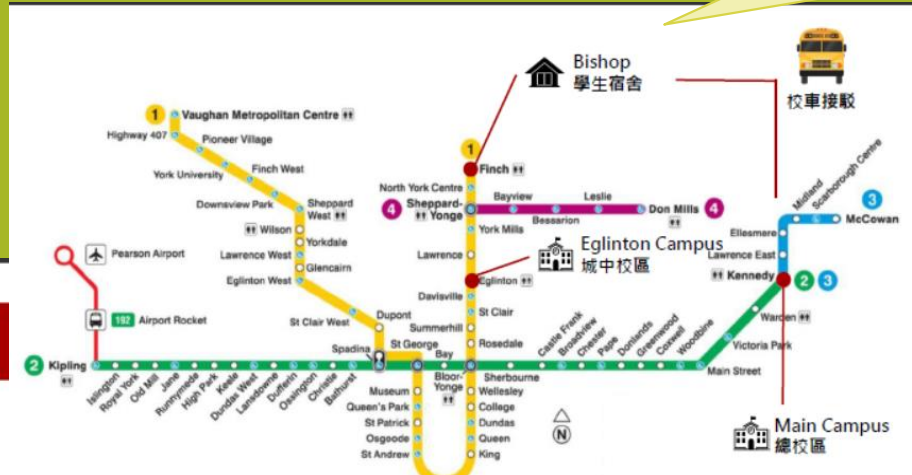 Bishop
學生宿舍
校車接駁
1 Vaughan Metropolitan Centre
Highway 407
Pioneer Village
York University
Finch West
Downsview Park
Sheppard
West
Wilson
Yorkdale
Lawrence West
Glencairn
Eglinton West
St Clair West
Dupont
Spadina
St George
Museum
Queen's Park
St Patrick
Osgoode
St Andrew
1
Finch
North York Centre
4 Sheppard-
Yonge
Bayview
Bessarion
Leslie
Don Mills 4
York Mills
Lawrence
Eglinton
Eglinton Campus
城中校區
Davisville
St Clair
Summerhill
Rosedale
Bay
Bloor-
Yonge
Wellesley
College
Dundas
Queen
King
Pearson Airport
192 Airport Rocket
2 Kipling
Islington
Royal York
Old Mill
Jane
Runnymede
High Park
Keele
Dundas West
Lansdowne
Dufferin
Ossington
Christie
Bathurst
Sherbourne
Castle Frank
Broadview
Chester
Pape
Donlands
Greenwood
Coxwell
Woodbine
Main Street
Victoria Park
Warden
Kennedy 2 3
Lawrence East
Ellesmere
Midland
Scarborough Centre
3
McCowan
N
Main Campus
總校區